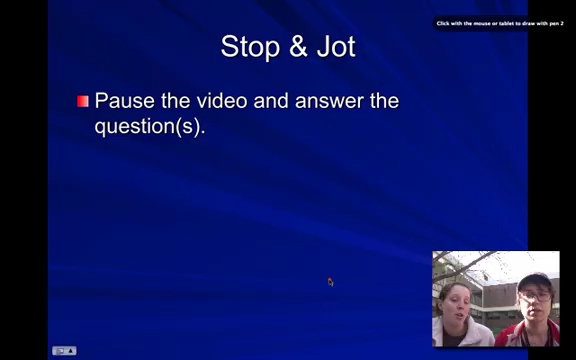 Click with the mouse or tablet to draw with pen 2
Stop & Jot
Pause the video and answer the
question(s).